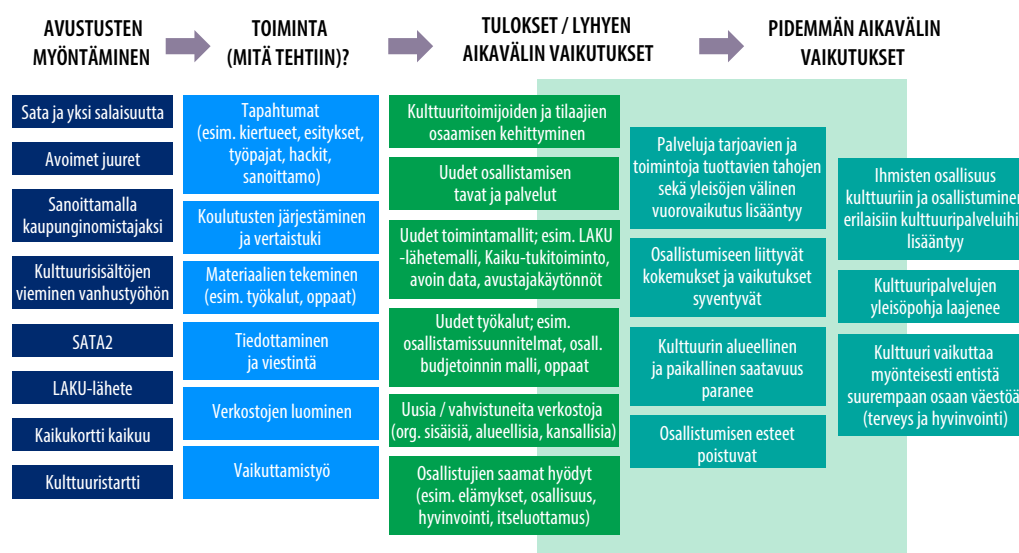 AVUSTUSTEN
MYÖNTÄMINEN
TOIMINTA
(MITÄ TEHTIIN)?
TULOKSET / LYHYEN
AIKAVÄLIN VAIKUTUKSET
PIDEMMÄN AIKAVÄLIN
VAIKUTUKSET
Sata ja yksi salaisuutta
Avoimet juuret
Sanoittamalla
kaupunginomistajaksi
Kulttuurisisältöjen
vieminen vanhustyöhön
SATA2
LAKU-lähete
Kaikukortti kaikuu
Kulttuuristartti
Tapahtumat
(esim. kiertueet, esitykset,
työpajat, hackit,
sanoittamo)
Koulutusten järjestäminen
ja vertaistuki
Materiaalien tekeminen
(esim. työkalut, oppaat)
Tiedottaminen
ja viestintä
Verkostojen luominen
Vaikuttamistyö
Kulttuuritoimijoiden ja tilaajien
osaamisen kehittyminen
Uudet osallistamisen
tavat ja palvelut
Uudet toimintamallit; esim. LAKU
-lähetemalli, Kaiku-tukitoiminto,
avoin data, avustajakäytännöt
Uudet työkalut; esim.
osallistamissuunnitelmat, osall.
budjetoinnin malli, oppaat
Uusia / vahvistuneita verkostoja
(org. sisäisiä, alueellisia, kansallisia)
Osallistujien saamat hyödyt
(esim. elämykset, osallisuus,
hyvinvointi, itseluottamus)
Palveluja tarjoavien ja
toimintoja tuottavien tahojen
sekä yleisöjen välinen
vuorovaikutus lisääntyy
Osallistumiseen liittyvät
kokemukset ja vaikutukset
syventyvät
Kulttuurin alueellinen
ja paikallinen saatavuus
paranee
Osallistumisen esteet
poistuvat
Ihmisten osallisuus
kulttuuriin ja osallistuminen
erilaisiin kulttuuripalveluihi
lisääntyy
Kulttuuripalvelujen
yleisöpohja laajenee
Kulttuuri vaikuttaa
myönteisesti entistä
suurempaan osaan väestöä
(terveys ja hyvinvointi)